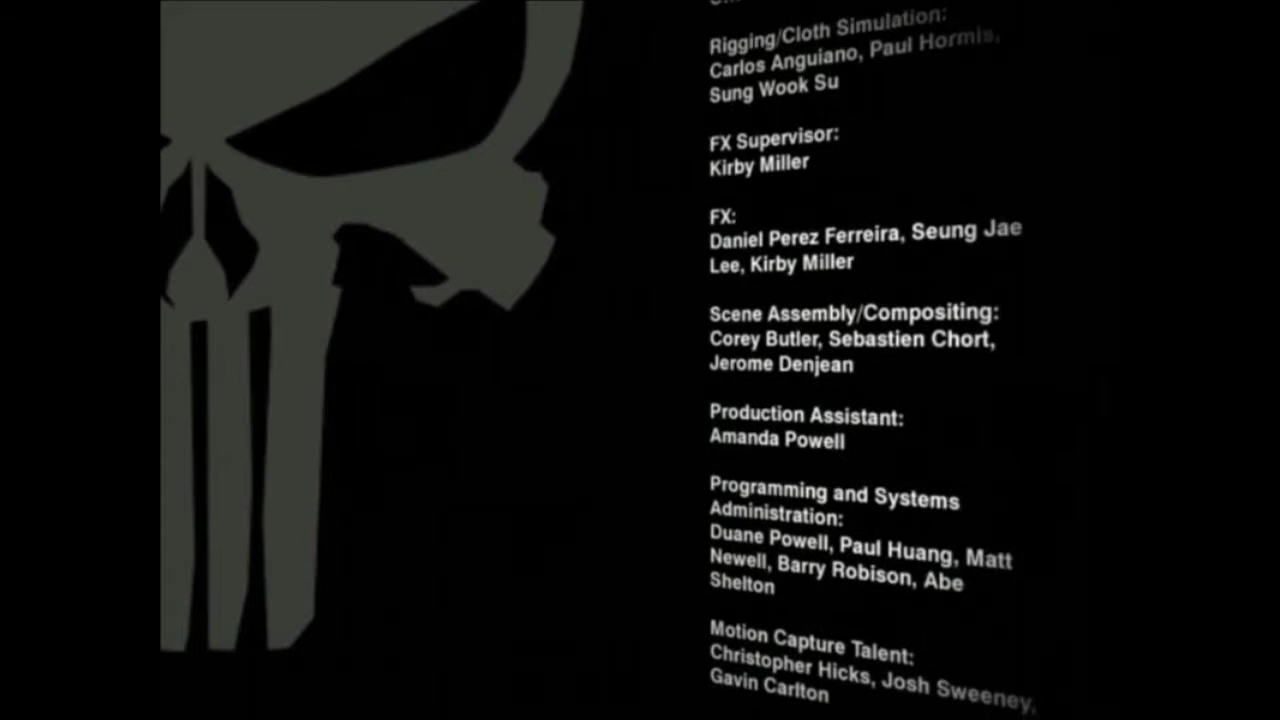 Rigging/Cloth Simulation:
Carlos Anguiano, Paul Hormis,
Sung Wook Su
FX Supervisor:
Kirby Miller
FX:
Daniel Perez Ferreira, Seung Jae
Lee, Kirby Miller
Scene Assembly/Compositing:
Corey Butler, Sebastien Chort,
Jerome Denjean
Production Assistant:
Amanda Powell
Programming and Systems
Administration:
Duane Powell, Paul Huang, Matt
Newell, Barry Robison, Abe
Shelton
Motion Capture Talent:
Christopher Hicks, Josh Sweeney,
Gavin Carlton